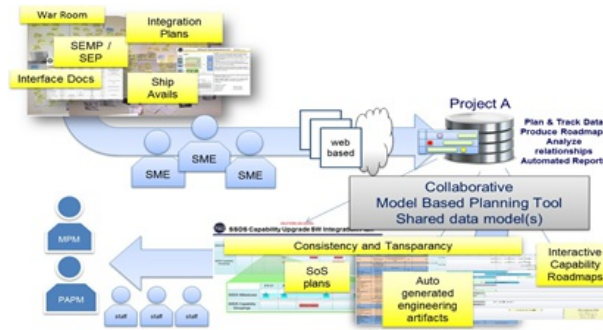 War Room
Integration
Plans
SEMP /
SEP
Interface Docs
Ship
Avails
SME
SME
SME
web
based
Project A
Plan & Track Data
Produce Roadmap
Analyze
relationships
Automated Report
Collaborative
Model Based Planning Tool
Shared data model(s)
MPM
PAPM
staff
staff
staff
SSDS Capability Upgrade SW Integration
Consistency and Tansparancy
SoS
plans
Auto
generated
engineering
artifacts
Interactive
Capability
Roadmaps